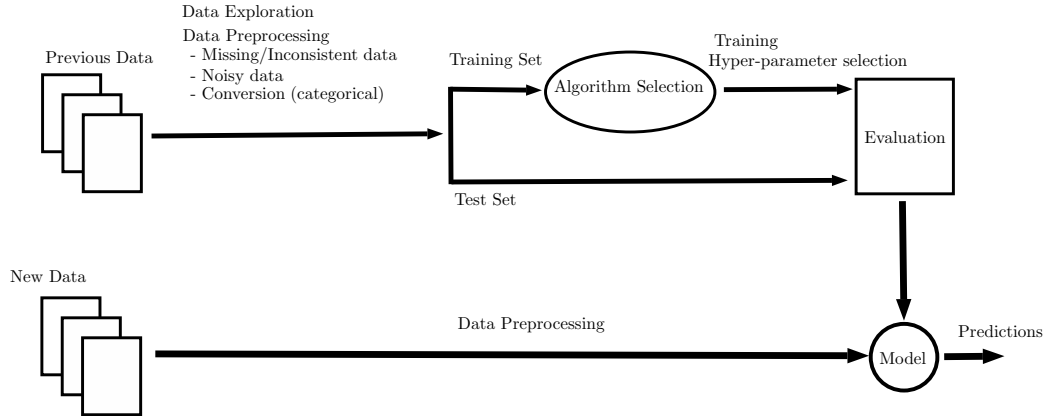 Data Exploration
Data Preprocessing
- Missing/Inconsistent data
- Noisy data
- Conversion (categorical)
Previous Data
Training Set
Algorithm Selection
Training
Hyper-parameter selection
Evaluation
Test Set
New Data
Data Preprocessing
Model
Predictions